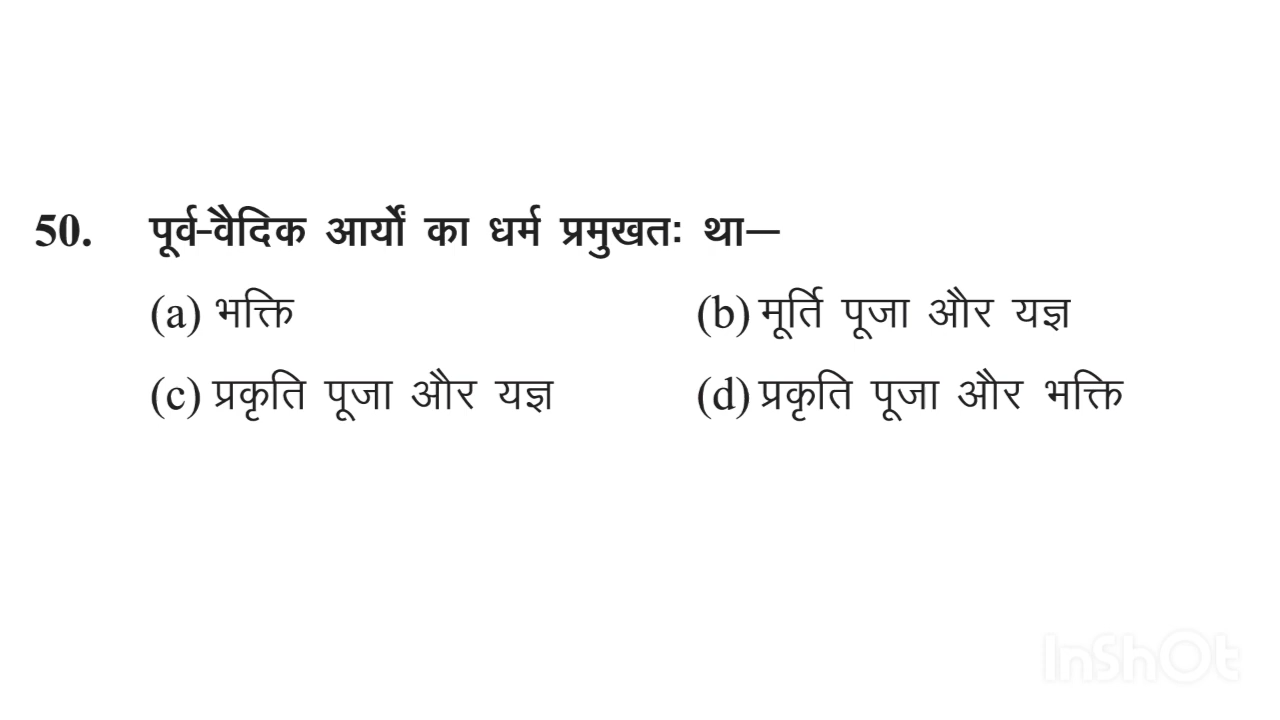 50. पूर्व-वैदिक आर्यों का धर्म प्रमुखतः था—
(a) भक्ति (b) मूर्ति पूजा और यज्ञ
(c) प्रकृति पूजा और यज्ञ (d) प्रकृति पूजा और भक्ति
InShOt